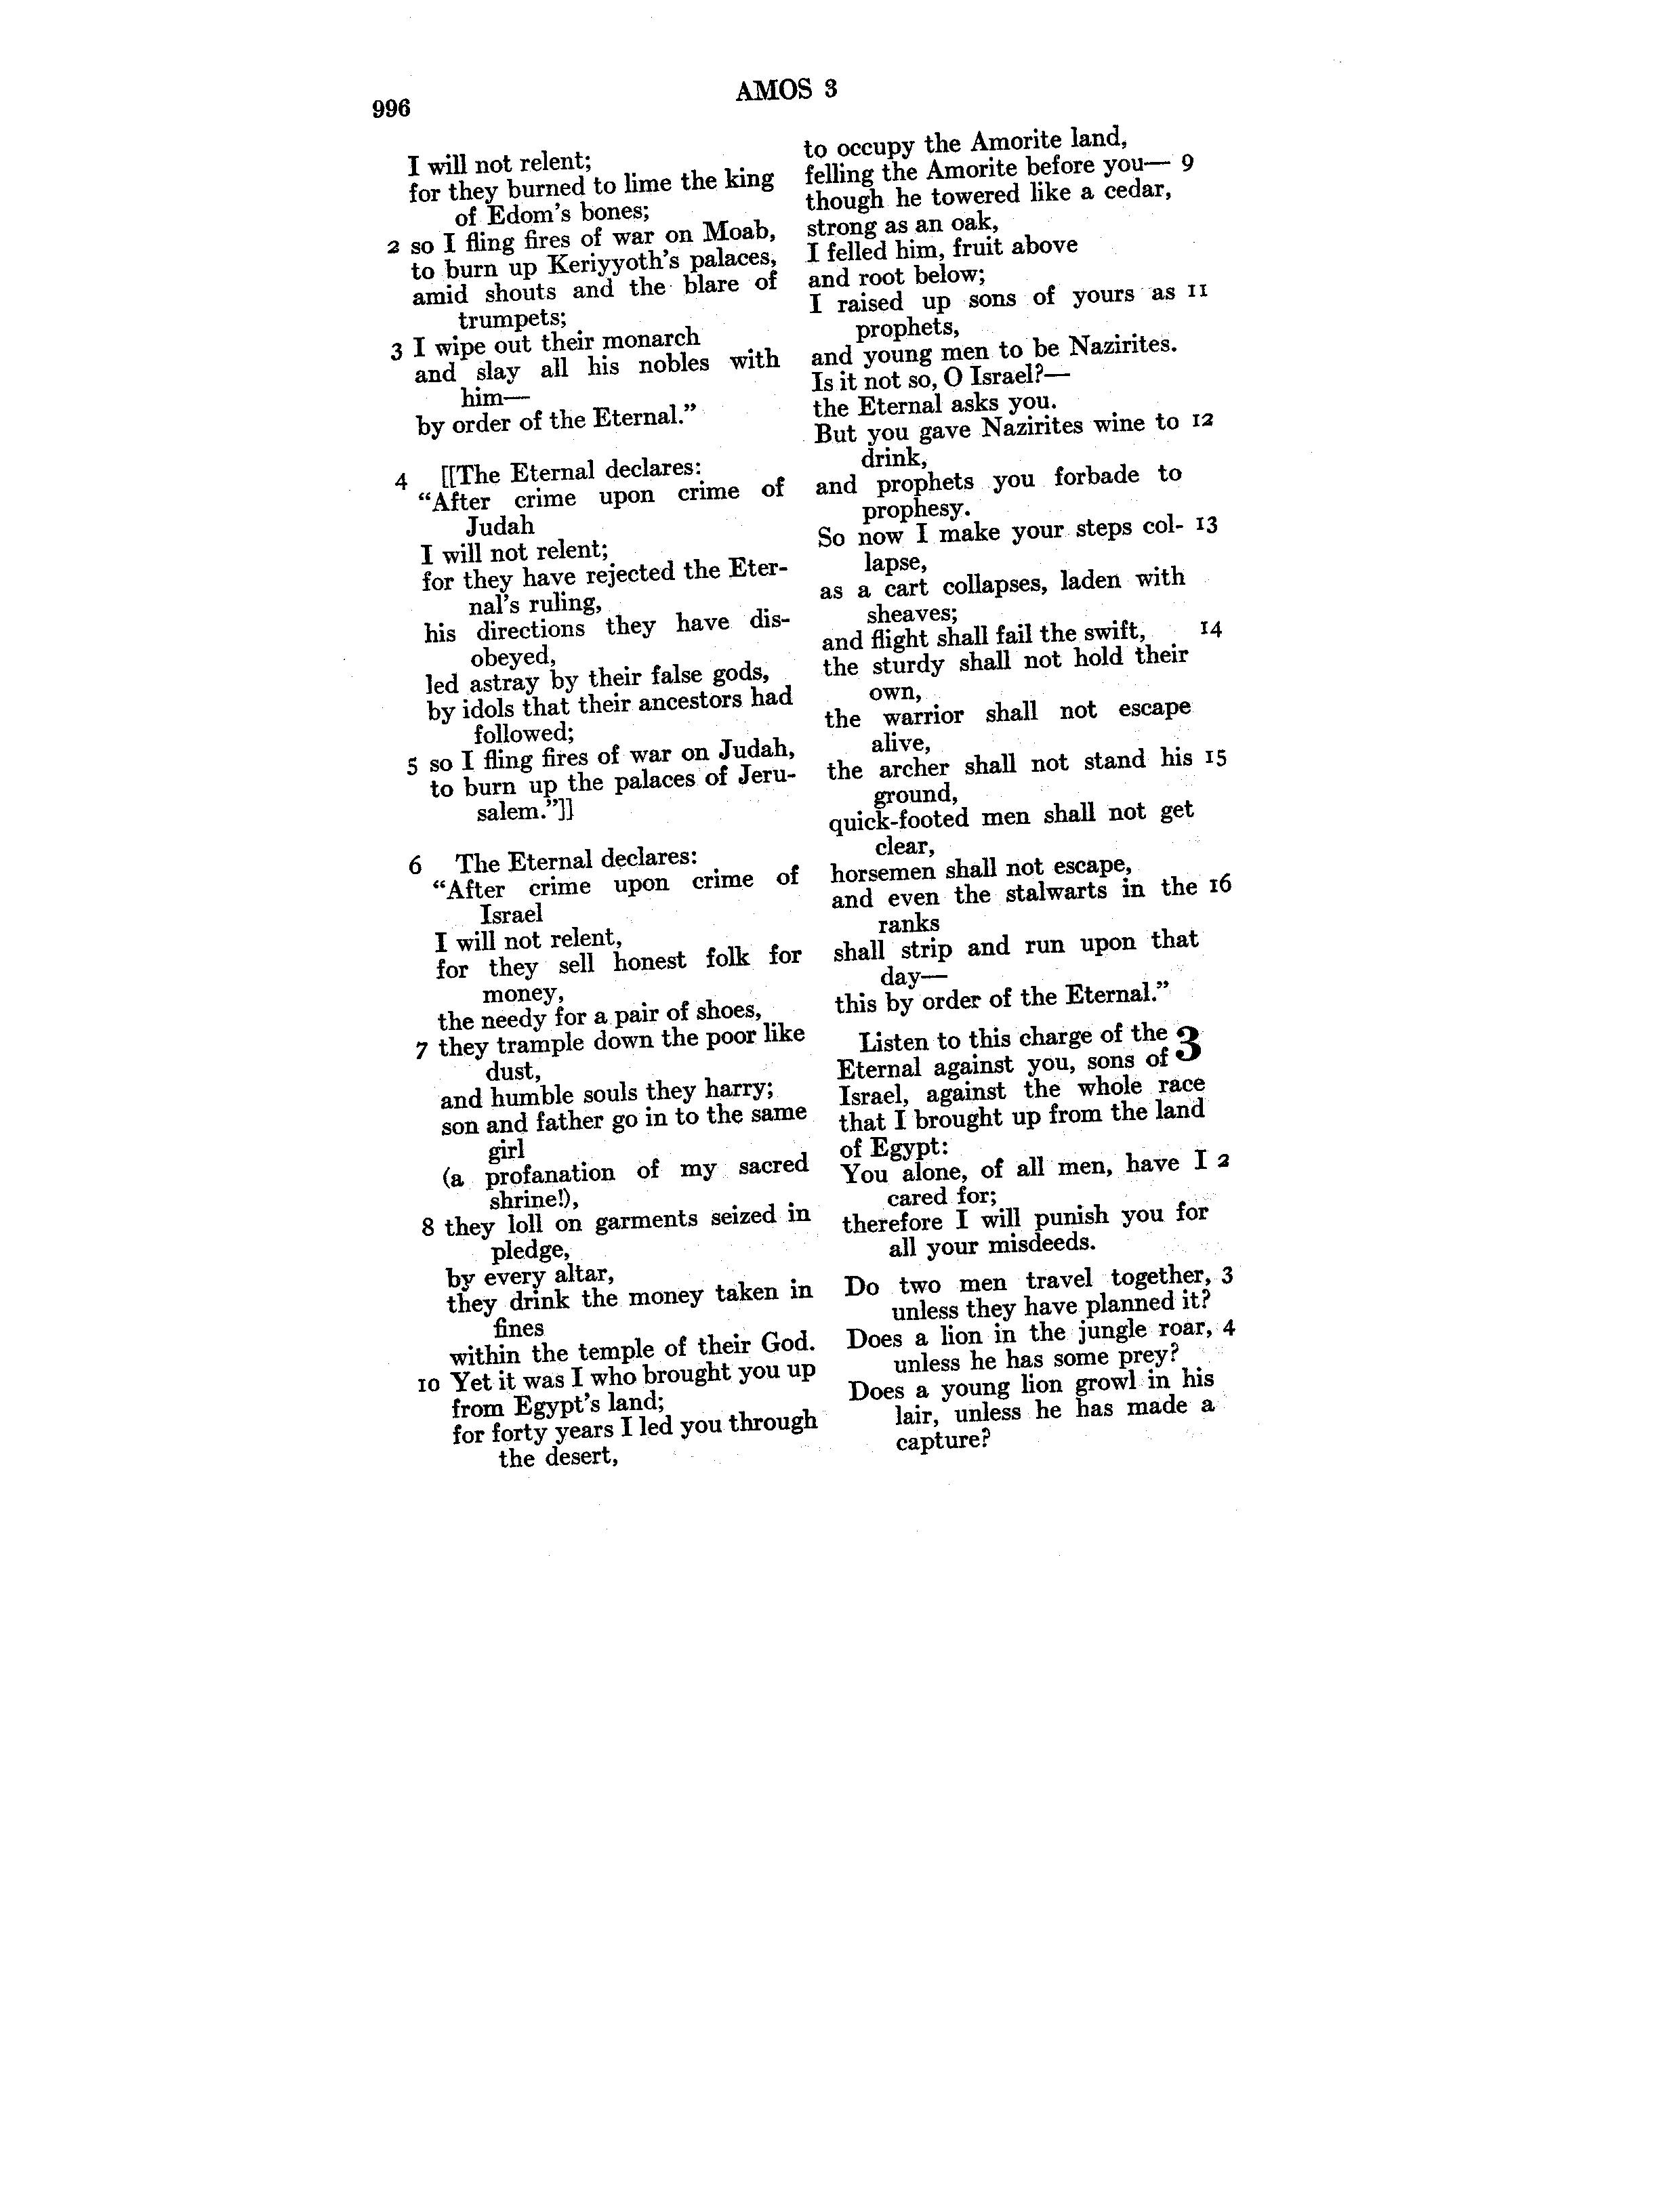 996
AMOS 3
I will not relent;
for they burned to lime the king
of Edom's bones;
2 so I fling fires of war on Moab,
to burn up Keriyyoth's palaces,
amid shouts and the blare of
trumpets;
3 I wipe out their monarch
and slay all his nobles with
him—
by order of the Eternal.”
4 [[The Eternal declares:
“After crime upon crime of
Judah
I will not relent;
for they have rejected the Eter-
nal's ruling,
his directions they have dis-
obeyed,
led astray by their false gods,
by idols that their ancestors had
followed;
5 so I fling fires of war on Judah,
to burn up the palaces of Jeru-
salem.”]]
6 The Eternal declares:
“After crime upon crime of
Israel
I will not relent,
for they sell honest folk for
money,
the needy for a pair of shoes,
7 they trample down the poor like
dust,
and humble souls they harry;
son and father go in to the same
girl
(a profanation of my sacred
shrine!),
8 they loll on garments seized in
pledge,
by every altar,
they drink the money taken in
fines
within the temple of their God.
10 Yet it was I who brought you up
from Egypt's land;
for forty years I led you through
the desert,
to occupy the Amorite land,
felling the Amorite before you— 9
though he towered like a cedar,
strong as an oak,
I felled him, fruit above
and root below;
I raised up sons of yours as 11
prophets,
and young men to be Nazirites.
Is it not so, O Israel?—
the Eternal asks you.
But you gave Nazirites wine to 12
drink,
and prophets you forbade to
prophesy.
So now I make your steps col- 13
lapse,
as a cart collapses, laden with
sheaves;
and flight shall fail the swift, 14
the sturdy shall not hold their
own,
the warrior shall not escape
alive,
the archer shall not stand his 15
ground,
quick-footed men shall not get
clear,
horsemen shall not escape,
and even the stalwarts in the 16
ranks
shall strip and run upon that
day—
this by order of the Eternal.”
Listen to this charge of the 3
Eternal against you, sons of
Israel, against the whole race
that I brought up from the land
of Egypt:
You alone, of all men, have I 2
cared for;
therefore I will punish you for
all your misdeeds.
Do two men travel together, 3
unless they have planned it?
Does a lion in the jungle roar, 4
unless he has some prey?
Does a young lion growl in his
lair, unless he has made a
capture?